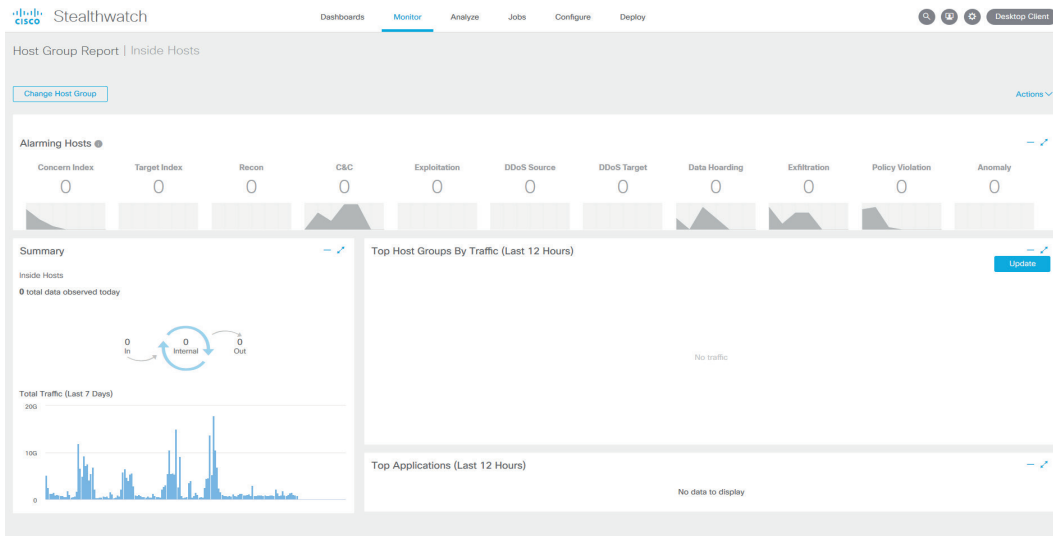 CISCO Stealthwatch Dashboards Monitor Analyze Jobs Configure Deploy Desktop Client
Host Group Report | Inside Hosts
Change Host Group Actions
Alarming Hosts
Concern Index Target Index Recon C&C Exploitation DDoS Source DDoS Target Data Hoarding Exfiltration Policy Violation Anomaly
0 0 0 0 0 0 0 0 0 0 0
Summary
Inside Hosts
0 total data observed today
0 0 0
In Internal Out
Total Traffic (Last 7 Days)
20G
10G
0
Top Host Groups By Traffic (Last 12 Hours)
Update
No traffic
Top Applications (Last 12 Hours)
No data to display